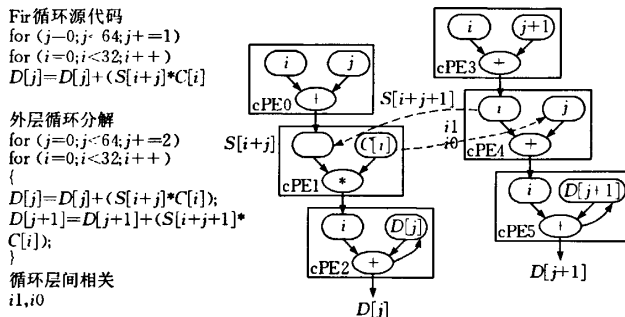 Fir循环源代码
for (j=0;j< 64;j+=1)
for (i=0;i<32;i++)
D[j]=D[j]+(S[i+j]*C[i]
外层循环分解
for (j=0;j<64;j+=2)
for (i=0;i<32;i++)
{
D[j]=D[j]+(S[i+j]*C[i]);
D[j+1]=D[j+1]+(S[i+j+1]*
C[i]);
}
循环层间相关
i1,i0
i
j
+
cPE0
i
j+1
+
cPE3
S[i+j+1]
S[i+j]
C[i]
*
cPE1
i
j
i1
i0
+
cPE4
i
D[j]
+
cPE2
D[j]
i
D[j+1]
+
cPE5
D[j+1]